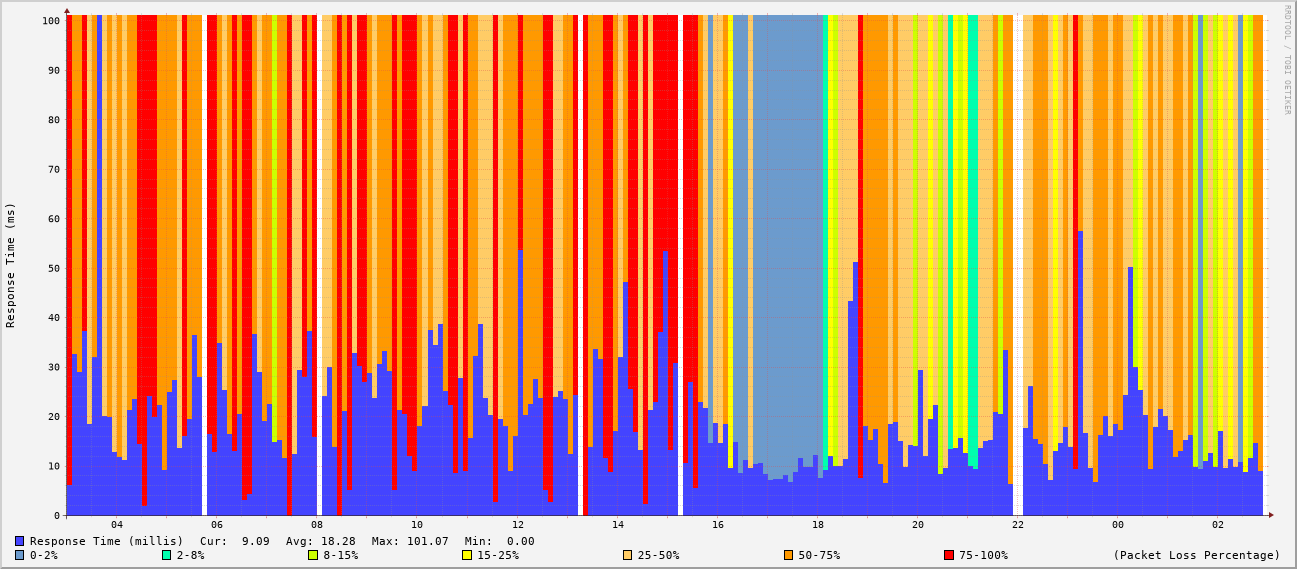 RRDTOOL / TOBI OETIKER
Response Time (ms)
100
90
80
70
60
50
40
30
20
10
0
04 06 08 10 12 14 16 18 20 22 00 02
Response Time (millis) Cur: 9.09 Avg: 18.28 Max: 101.07 Min: 0.00
0-2% 2-8% 8-15% 15-25% 25-50% 50-75% 75-100% (Packet Loss Percentage)